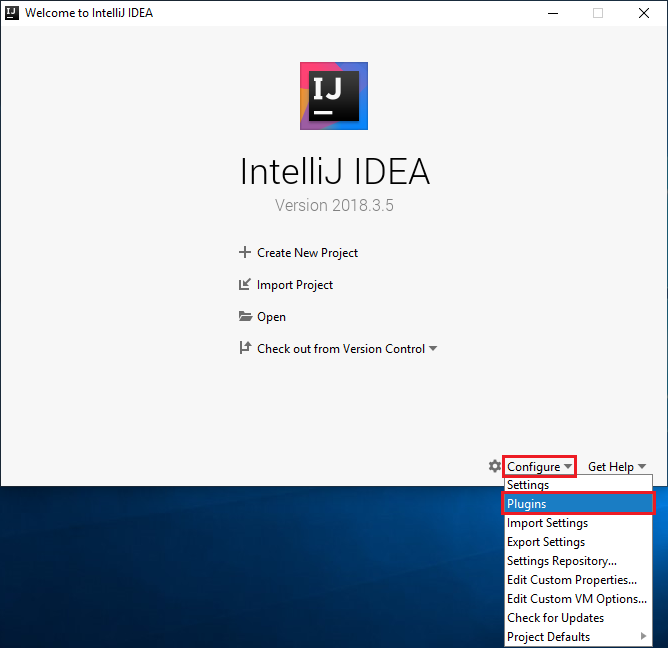 IJ Welcome to IntelliJ IDEA
IJ
IntelliJ IDEA
Version 2018.3.5
Create New Project
Import Project
Open
Check out from Version Control
Configure Get Help
Settings
Plugins
Import Settings
Export Settings
Settings Repository...
Edit Custom Properties...
Edit Custom VM Options...
Check for Updates
Project Defaults